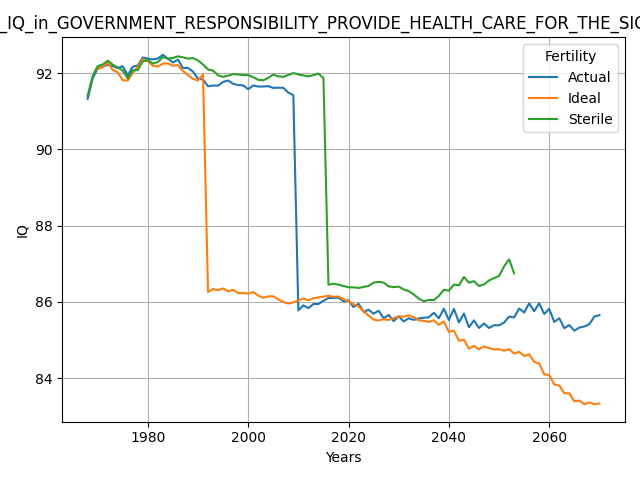 _IQ_in_GOVERNMENT_RESPONSIBILITY_PROVIDE_HEALTH_CARE_FOR_THE_SIC
Fertility
Actual
Ideal
Sterile
IQ
92
90
88
86
84
1980
2000
2020
2040
2060
Years